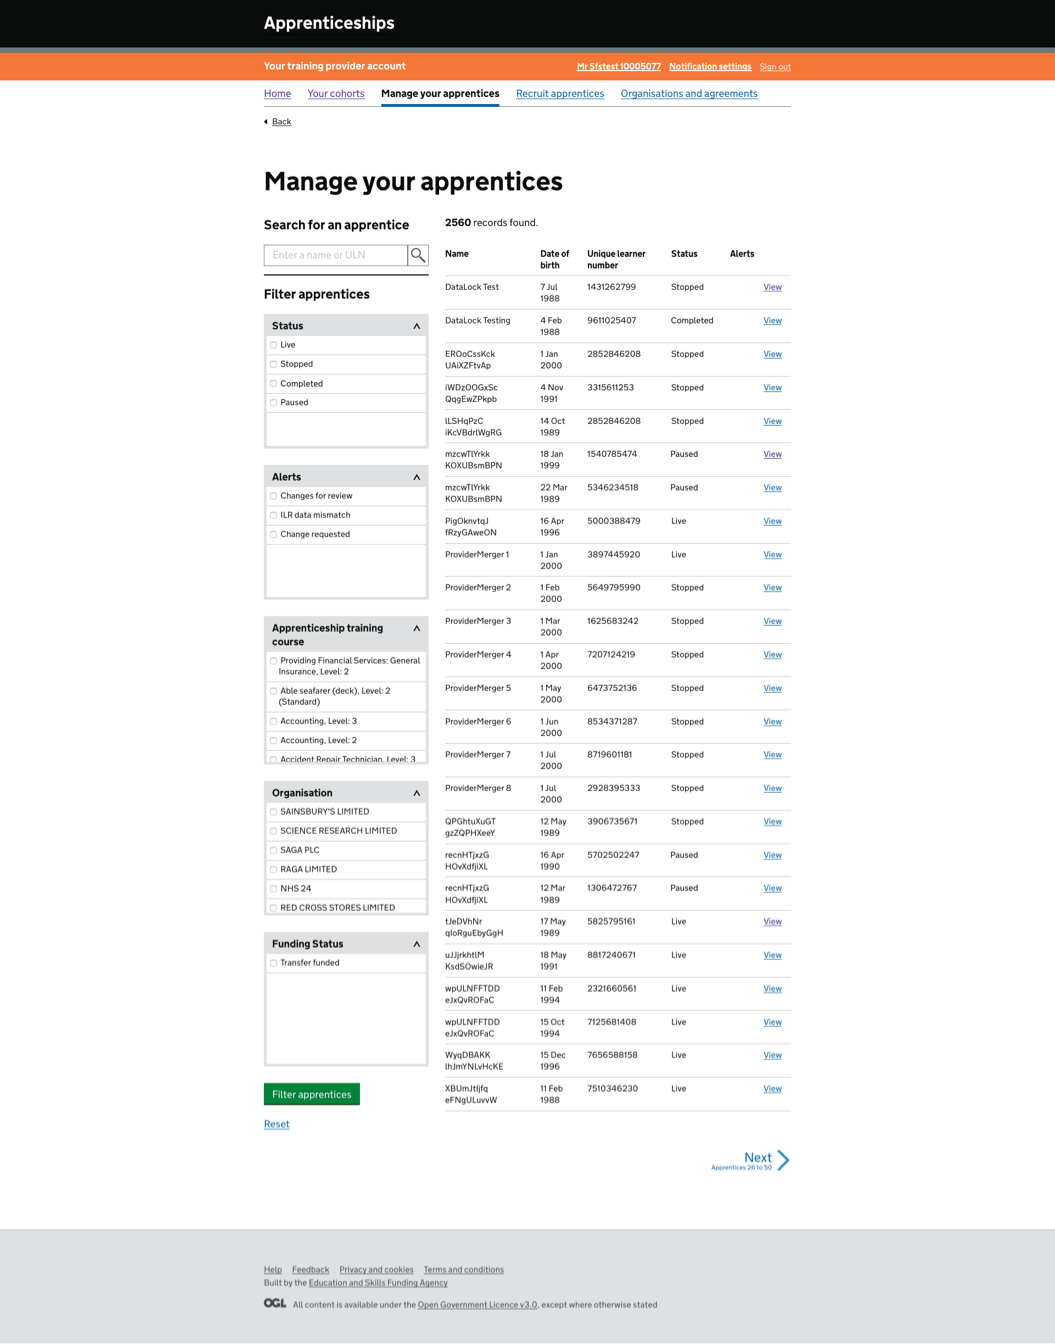 Apprenticeships
Your training provider account
Mr Sfstest 10005077 Notification settings Sign out
Home Your cohorts Manage your apprentices Recruit apprentices Organisations and agreements
Back
Manage your apprentices
Search for an apprentice
Enter a name or ULN
Filter apprentices
Status
Live
Stopped
Completed
Paused
Alerts
Changes for review
ILR data mismatch
Change requested
Apprenticeship training
course
Providing Financial Services: General
Insurance, Level: 2
Able seafarer (deck), Level: 2
(Standard)
Accounting, Level: 3
Accounting, Level: 2
Accident Repair Technician, Level: 3
Organisation
SAINSBURY'S LIMITED
SCIENCE RESEARCH LIMITED
SAGA PLC
RAGA LIMITED
NHS 24
RED CROSS STORES LIMITED
Funding Status
Transfer funded
Filter apprentices
Reset
2560 records found.
Name Date of Unique learner Status Alerts
birth number
DataLock Test 7 Jul 1431262799 Stopped View
1988
DataLock Testing 4 Feb 9611025407 Completed View
1988
EROoCssKck 1 Jan 2852846208 Stopped View
UAiXZFtvAp 2000
iWDzOOGxSc 4 Nov 3315611253 Stopped View
QqgEwZPkpb 1991
lLSHqPzC 14 Oct 2852846208 Stopped View
iKcVBdrlWgRG 1989
mzcwTlYrkk 18 Jan 1540785474 Paused View
KOXUBsmBPN 1999
mzcwTlYrkk 22 Mar 5346234518 Paused View
KOXUBsmBPN 1989
PigOknvtqJ 16 Apr 5000388479 Live View
fRzyGAweON 1996
ProviderMerger 1 1 Jan 3897445920 Live View
2000
ProviderMerger 2 1 Feb 5649795990 Stopped View
2000
ProviderMerger 3 1 Mar 1625683242 Stopped View
2000
ProviderMerger 4 1 Apr 7207124219 Stopped View
2000
ProviderMerger 5 1 May 6473752136 Stopped View
2000
ProviderMerger 6 1 Jun 8534371287 Stopped View
2000
ProviderMerger 7 1 Jul 8719601181 Stopped View
2000
ProviderMerger 8 1 Jul 2928395333 Stopped View
2000
QPGhtuXuGT 12 May 3906735671 Stopped View
gzZQPHXeeY 1989
recnHTjxzG 16 Apr 5702502247 Paused View
HOvXdfjiXL 1990
recnHTjxzG 12 Mar 1306472767 Paused View
HOvXdfjiXL 1989
tJeDVhNr 17 May 5825795161 Live View
qloRguEbyGgH 1989
uJJjrkhtlM 18 May 8817240671 Live View
KsdSOwieJR 1991
wpULNFFTDD 11 Feb 2321660561 Live View
eJxQvROFaC 1994
wpULNFFTDD 15 Oct 7125681408 Live View
eJxQvROFaC 1994
WyqDBAKK 15 Dec 7656588158 Live View
lhJmYNLvHcKE 1996
XBUmJtIjfq 11 Feb 7510346230 Live View
eFNgULuvvW 1988
Next
Apprentices 26 to 50
Help Feedback Privacy and cookies Terms and conditions
Built by the Education and Skills Funding Agency
OGL All content is available under the Open Government Licence v3.0, except where otherwise stated